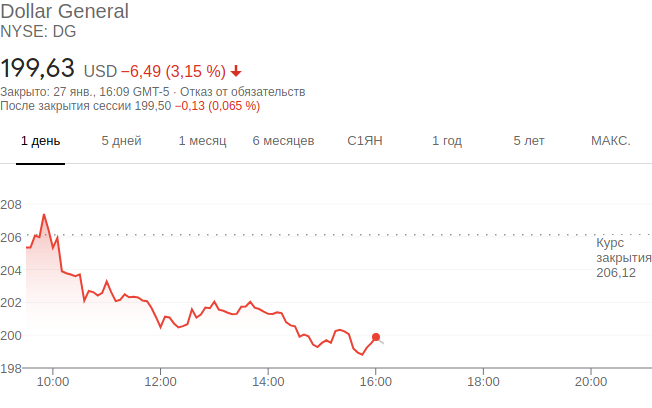 Dollar General
NYSE: DG
199,63 USD −6,49 (3,15 %)
Закрыто: 27 янв., 16:09 GMT-5 · Отказ от обязательств
После закрытия сессии 199,50 −0,13 (0,065 %)
1 день 5 дней 1 месяц 6 месяцев С1ЯН 1 год 5 лет МАКС.
208
206
Курс
закрытия
206,12
204
202
200
198
10:00 12:00 14:00 16:00 18:00 20:00